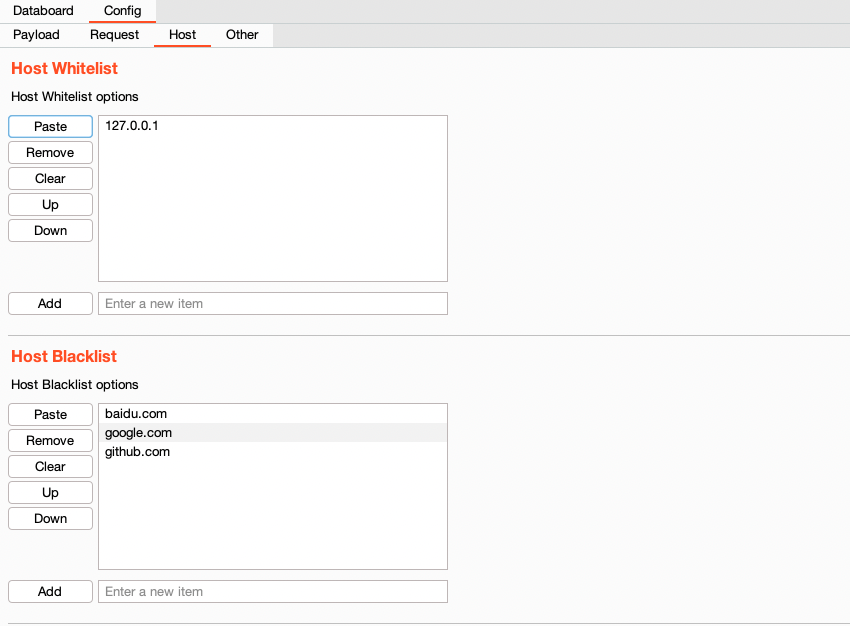 Databoard Config
Payload Request Host Other
Host Whitelist
Host Whitelist options
Paste 127.0.0.1
Remove
Clear
Up
Down
Add Enter a new item
Host Blacklist
Host Blacklist options
Paste baidu.com
google.com
Remove github.com
Clear
Up
Down
Add Enter a new item